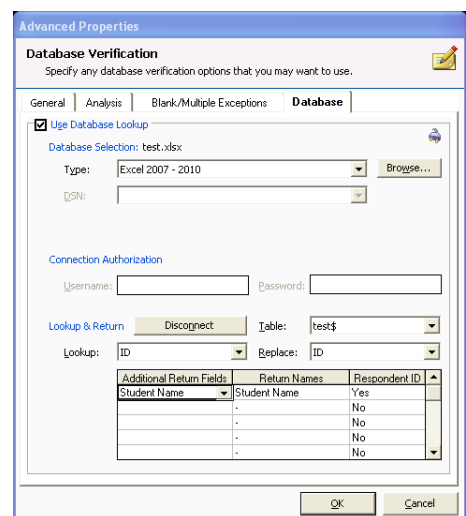 Advanced Properties
Database Verification
Specify any database verification options that you may want to use.
General Analysis Blank/Multiple Exceptions Database
Use Database Lookup
Database Selection: test.xlsx
Type: Excel 2007 - 2010 Browse...
DSN:
Connection Authorization
Username: Password:
Lookup & Return Disconnect Table: test$
Lookup: ID Replace: ID
Additional Return Fields Return Names Respondent ID
Student Name Student Name Yes
- No
- No
- No
- No
OK Cancel